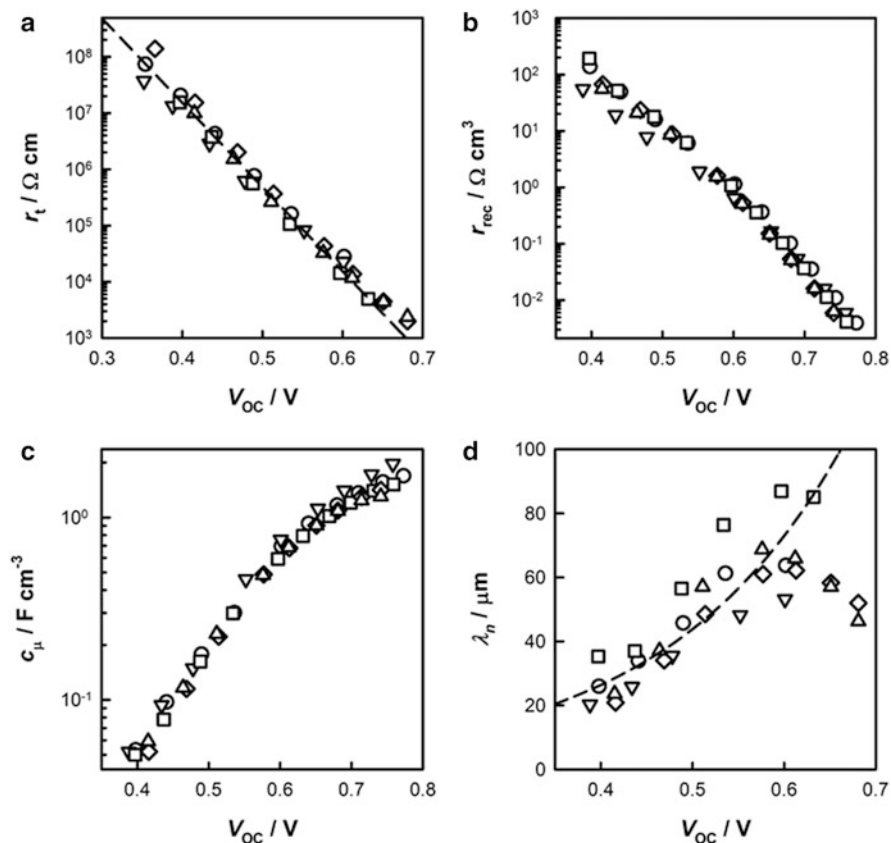 a
10⁸
10⁷
10⁶
10⁵
10⁴
10³
r_t / Ω cm
0.3 0.4 0.5 0.6 0.7
V_OC / V
b
10³
10²
10¹
10⁰
10⁻¹
10⁻²
r_rec / Ω cm³
0.4 0.5 0.6 0.7 0.8
V_OC / V
c
10⁰
10⁻¹
c_μ / F cm⁻³
0.4 0.5 0.6 0.7 0.8
V_OC / V
d
100
80
60
40
20
0
λ_n / μm
0.4 0.5 0.6 0.7
V_OC / V